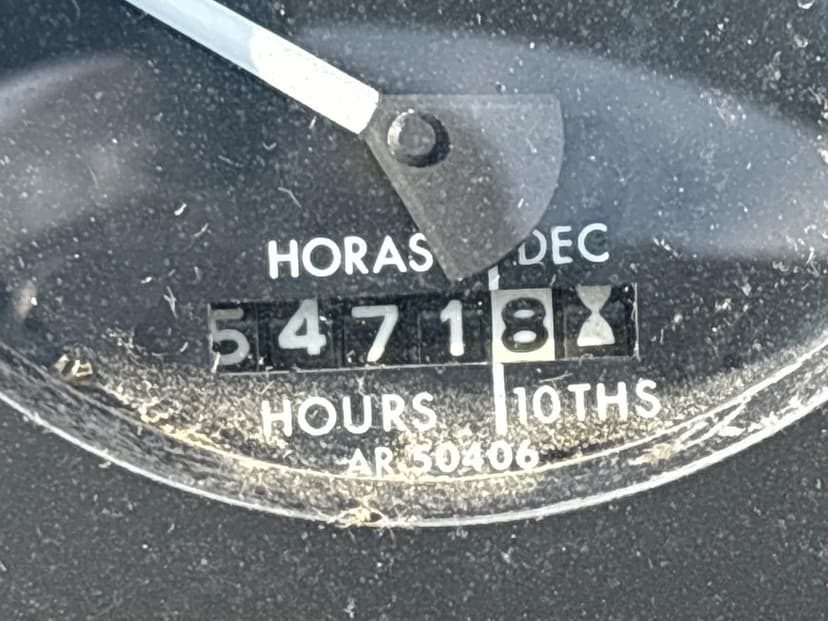 HORAS DEC
54718
HOURS 10THS
AR 50406